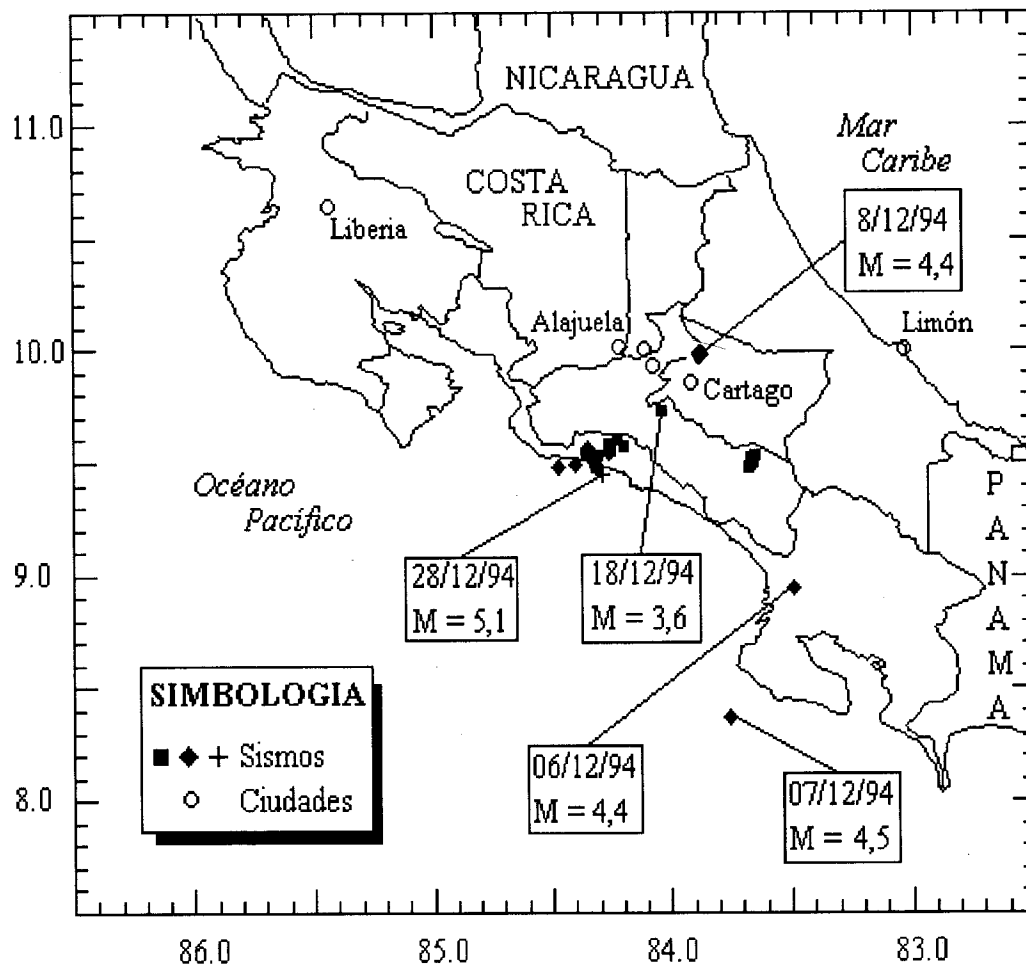 NICARAGUA
11.0
Mar
Caribe
COSTA
RICA
8/12/94
M = 4,4
Liberia
Alajuela
Limón
10.0
Cartago
Océano
Pacífico
P
A
N
A
M
A
28/12/94
M = 5,1
18/12/94
M = 3,6
9.0
SIMBOLOGIA
Sismos
Ciudades
06/12/94
M = 4,4
07/12/94
M = 4,5
8.0
86.0
85.0
84.0
83.0